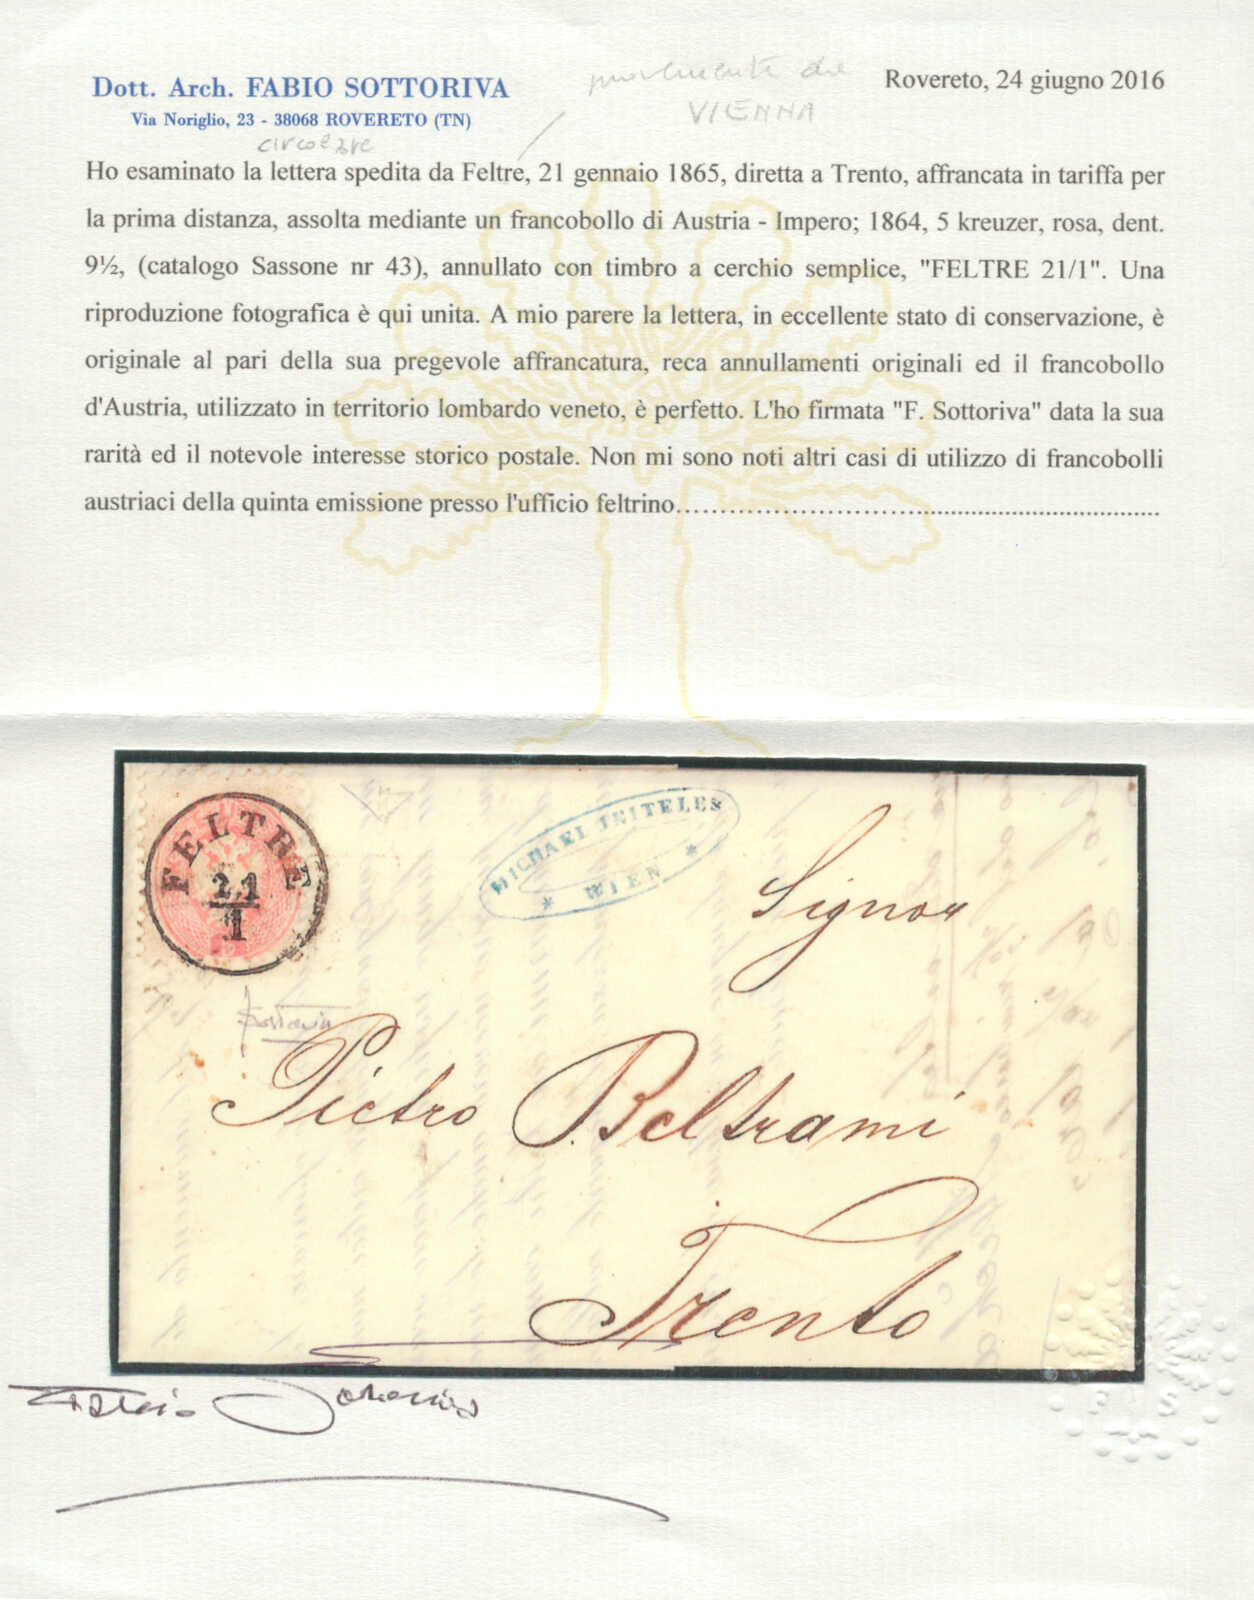 Dott. Arch. FABIO SOTTORIVA
Via Noriglio, 23 - 38068 ROVERETO (TN)
VIENNA
Rovereto, 24 giugno 2016
circolare
Ho esaminato la lettera spedita da Feltre, 21 gennaio 1865, diretta a Trento, affrancata in tariffa per
la prima distanza, assolta mediante un francobollo di Austria - Impero; 1864, 5 kreuzer, rosa, dent.
9½, (catalogo Sassone nr 43), annullato con timbro a cerchio semplice, "FELTRE 21/1". Una
riproduzione fotografica è qui unita. A mio parere la lettera, in eccellente stato di conservazione, è
originale al pari della sua pregevole affrancatura, reca annullamenti originali ed il francobollo
d'Austria, utilizzato in territorio lombardo veneto, è perfetto. L'ho firmata "F. Sottoriva" data la sua
rarità ed il notevole interesse storico postale. Non mi sono noti altri casi di utilizzo di francobolli
austriaci della quinta emissione presso l'ufficio feltrino................................................................
FELTRE
21
1
MICHAEL JEITELES
* WIEN *
Signor
Pietro Beltrami
Trento